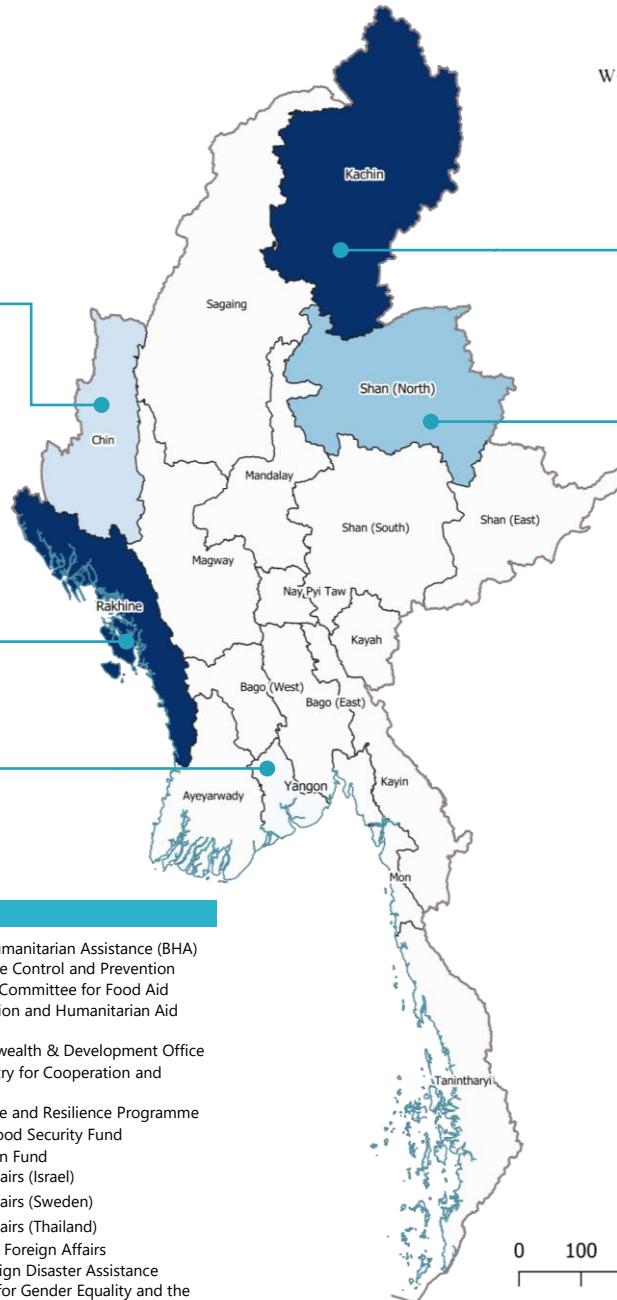 W
Kachin
Sagaing
Shan (North)
Chin
Mandalay
Shan (South)
Shan (East)
Magway
Nay Pyi Taw
Rakhine
Kayah
Bago (West)
Bago (East)
Kayin
Yangon
Ayeyarwady
Mon
umanitarian Assistance (BHA)
e Control and Prevention
Committee for Food Aid
ion and Humanitarian Aid
wealth & Development Office
try for Cooperation and
Tanintharyi
e and Resilience Programme
ood Security Fund
n Fund
airs (Israel)
airs (Sweden)
airs (Thailand)
Foreign Affairs
ign Disaster Assistance
for Gender Equality and the
0 100